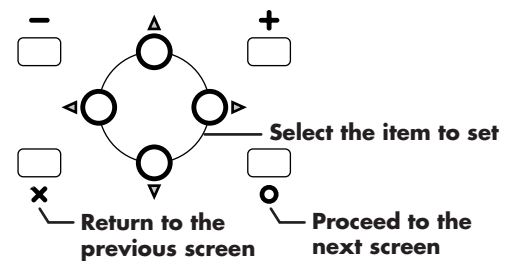 − +
Select the item to set
× ○
Return to the
previous screen
Proceed to the
next screen